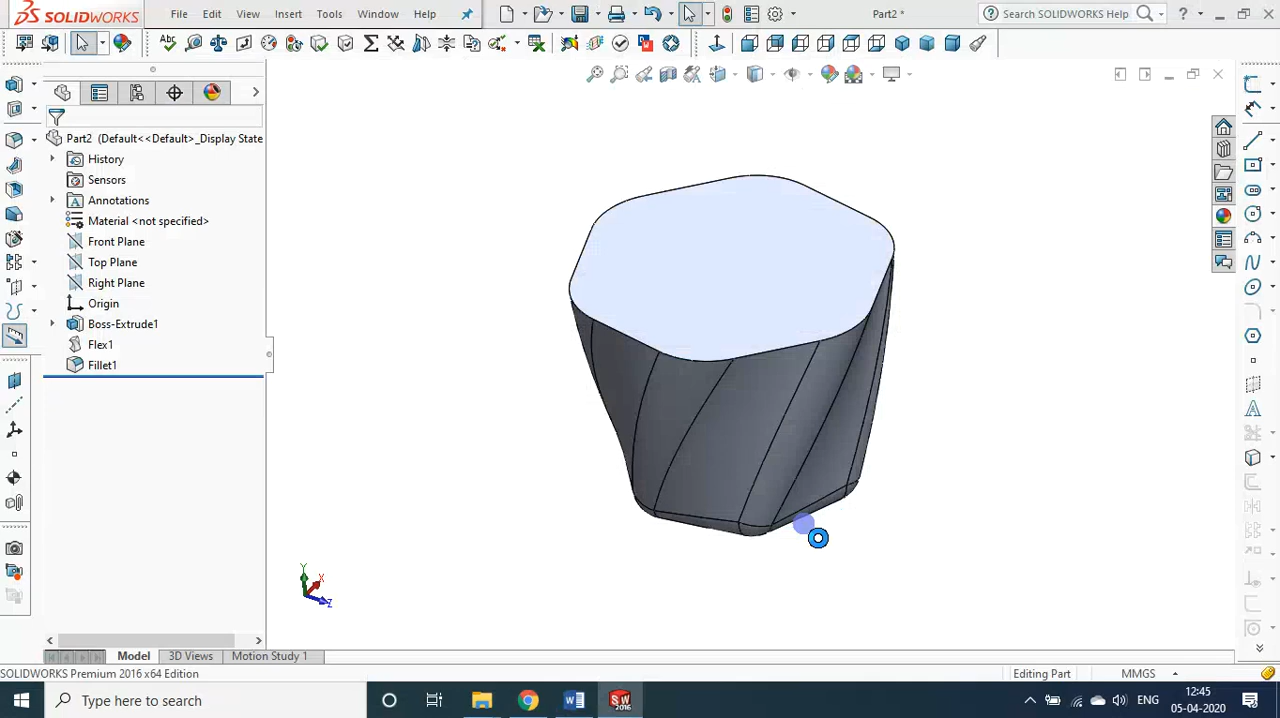 SOLIDWORKS File Edit View Insert Tools Window Help Part2 * Search SOLIDWORKS Help ?
Part2 (Default<<Default>_Display State
History
Sensors
Annotations
Material <not specified>
Front Plane
Top Plane
Right Plane
Origin
Boss-Extrude1
Flex1
Fillet1
Y
X
Z
Model 3D Views Motion Study 1
SOLIDWORKS Premium 2016 x64 Edition Editing Part MMGS
Type here to search ENG 12:45
05-04-2020